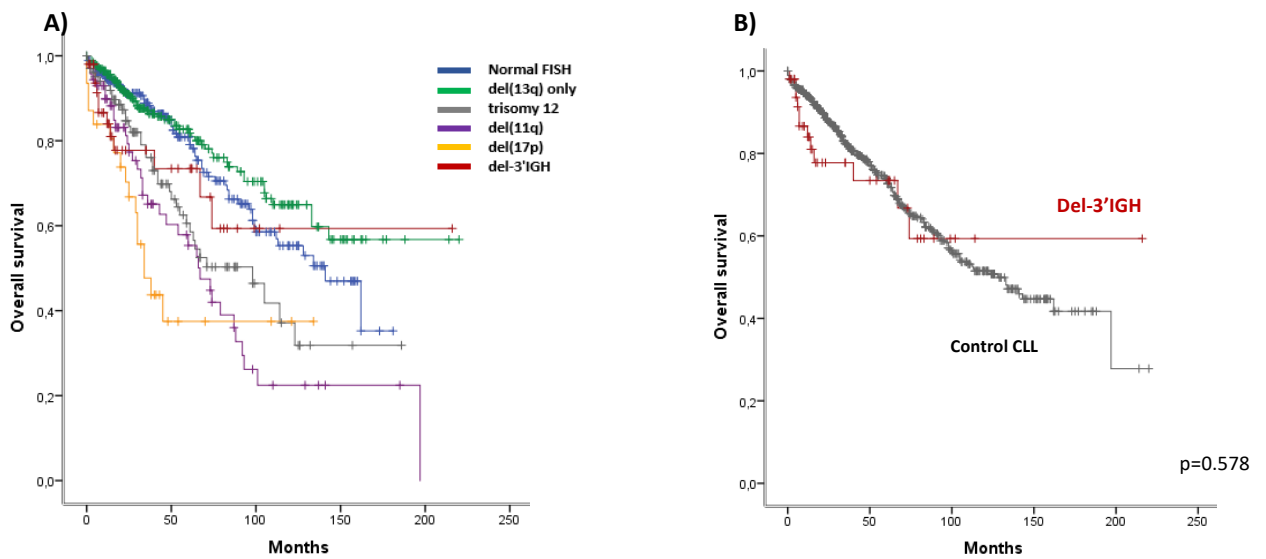 A)
Normal FISH
del(13q) only
trisomy 12
del(11q)
del(17p)
del-3'IGH
Overall survival
1,0
0,8
0,6
0,4
0,2
0,0
0 50 100 150 200 250
Months
B)
Overall survival
1,0
0,8
0,6
0,4
0,2
0,0
Del-3’IGH
Control CLL
p=0.578
0 50 100 150 200 250
Months